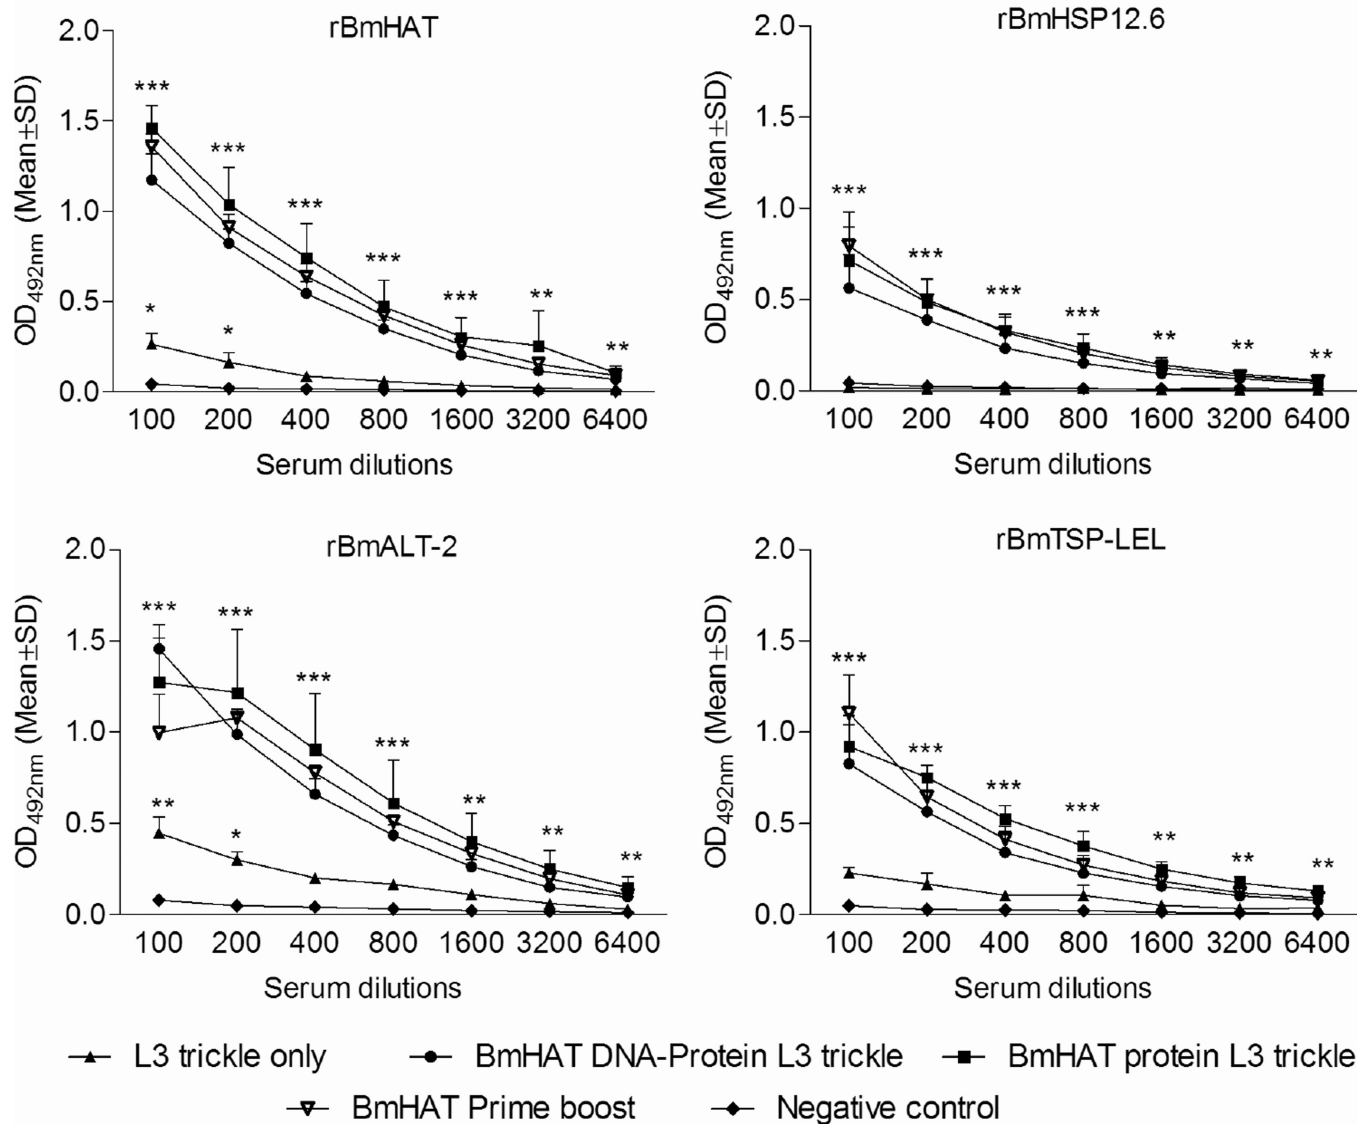 rBmHAT
2.0
1.5
1.0
0.5
0.0
OD492nm (Mean±SD)
***
***
***
***
***
**
**
*
*
100 200 400 800 1600 3200 6400
Serum dilutions
rBmHSP12.6
2.0
1.5
1.0
0.5
0.0
OD492nm (Mean±SD)
***
***
***
***
**
**
**
100 200 400 800 1600 3200 6400
Serum dilutions
rBmALT-2
2.0
1.5
1.0
0.5
0.0
OD492nm (Mean±SD)
***
***
***
***
**
**
**
**
*
100 200 400 800 1600 3200 6400
Serum dilutions
rBmTSP-LEL
2.0
1.5
1.0
0.5
0.0
OD492nm (Mean±SD)
***
***
***
***
**
**
**
100 200 400 800 1600 3200 6400
Serum dilutions
L3 trickle only BmHAT DNA-Protein L3 trickle BmHAT protein L3 trickle
BmHAT Prime boost Negative control